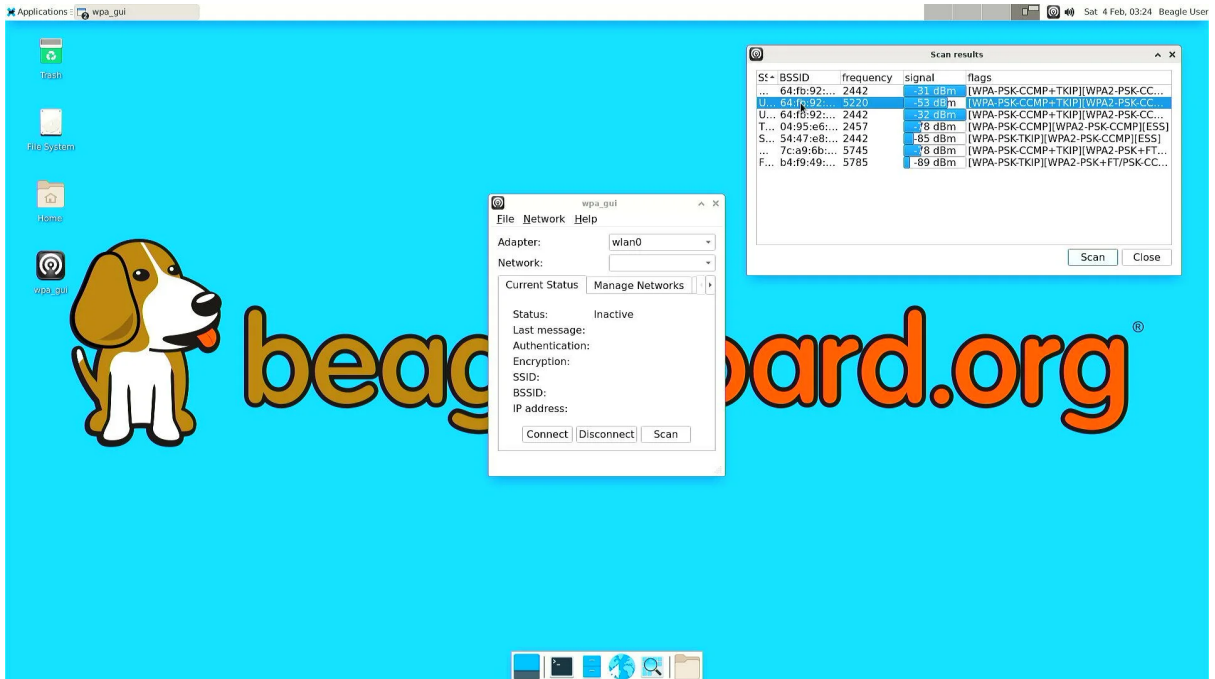 Applications
wpa_gui
Sat 4 Feb, 03:24 Beagle User
Trash
File System
Home
wpa_gui
Scan results
BSSID frequency signal flags
... 64:fb:92:... 2442 -31 dBm [WPA-PSK-CCMP+TKIP][WPA2-PSK-CC...
U... 64:fb:92:... 5220 -53 dBm [WPA-PSK-CCMP+TKIP][WPA2-PSK-CC...
U... 64:fb:92:... 2442 -32 dBm [WPA-PSK-CCMP+TKIP][WPA2-PSK-CC...
T... 04:95:e6:... 2457 -78 dBm [WPA-PSK-CCMP][WPA2-PSK-CCMP][ESS]
S... 54:47:e8:... 2442 -85 dBm [WPA-PSK-CCMP][WPA2-PSK-CCMP][ESS]
... 7c:a9:6b:... 5745 -78 dBm [WPA-PSK-CCMP][WPA2-PSK+FT...
F... b4:f9:49:... 5785 -89 dBm [WPA-PSK-TKIP][WPA2-PSK+FT/PSK-CC...
Scan Close
wpa_gui
File Network Help
Adapter: wlan0
Network:
Current Status Manage Networks
Status: Inactive
Last message:
Authentication:
Encryption:
SSID:
BSSID:
IP address:
Connect Disconnect Scan
beag oard.org®